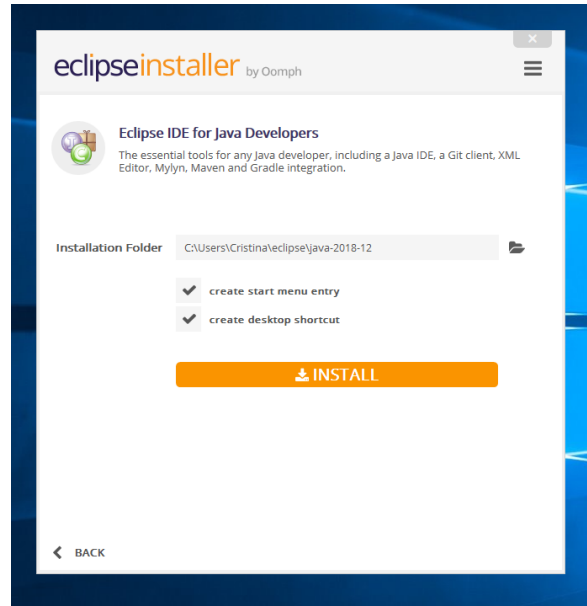 eclipseinstaller by Oomph
Eclipse IDE for Java Developers
The essential tools for any Java developer, including a Java IDE, a Git client, XML
Editor, Mylyn, Maven and Gradle integration.
Installation Folder C:\Users\Cristina\eclipse\java-2018-12
create start menu entry
create desktop shortcut
INSTALL
BACK